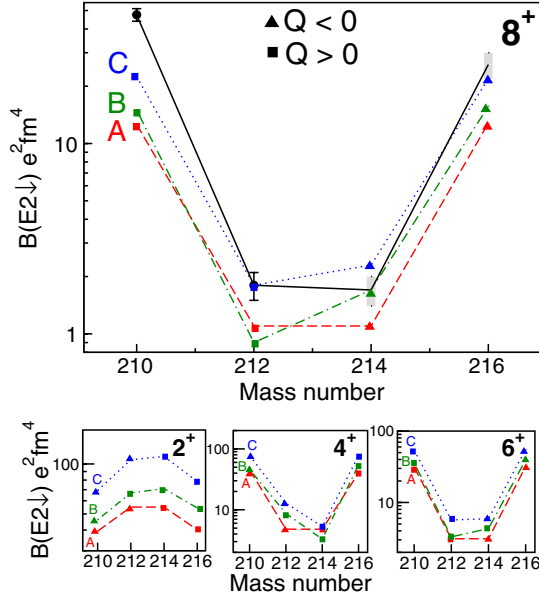 8⁺
▲ Q < 0
■ Q > 0
C
B
A
10
1
B(E2↓) e²fm⁴
210 212 214 216
Mass number
2⁺
100
C
B
A
210 212 214 216
B(E2↓) e²fm⁴
4⁺
100
10
C
B
A
210 212 214 216
Mass number
6⁺
100
10
C
B
A
210 212 214 216